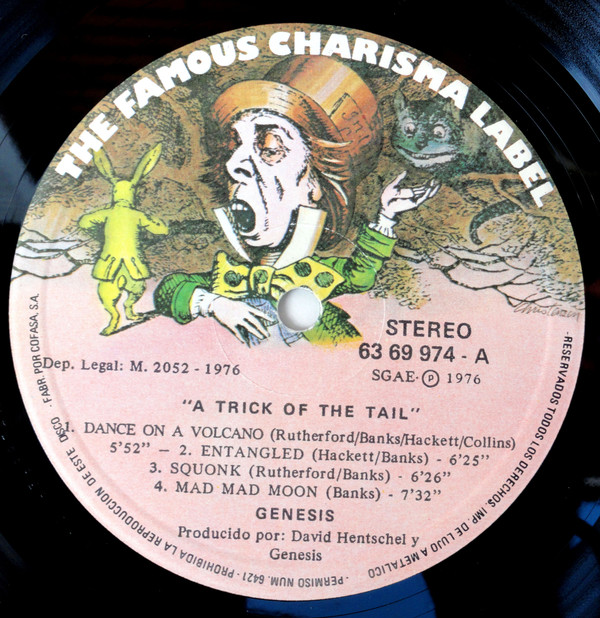 THE FAMOUS CHARISMA LABEL
STEREO
63 69 974 - A
SGAE· Ⓟ 1976
Dep. Legal: M. 2052 - 1976
"A TRICK OF THE TAIL"
1. DANCE ON A VOLCANO (Rutherford/Banks/Hackett/Collins)
5'52" — 2. ENTANGLED (Hackett/Banks) - 6'25"
3. SQUONK (Rutherford/Banks) - 6'26"
4. MAD MAD MOON (Banks) - 7'32"
GENESIS
Producido por: David Hentschel y
Genesis
·RESERVADOS TODOS LOS DERECHOS. IMP. DE LUJO A METALICO
· PERMISO NUM. 6421 · PROHIBIDA LA REPRODUCCION DE ESTE DISCO · FABR. POR COFASA, S.A.